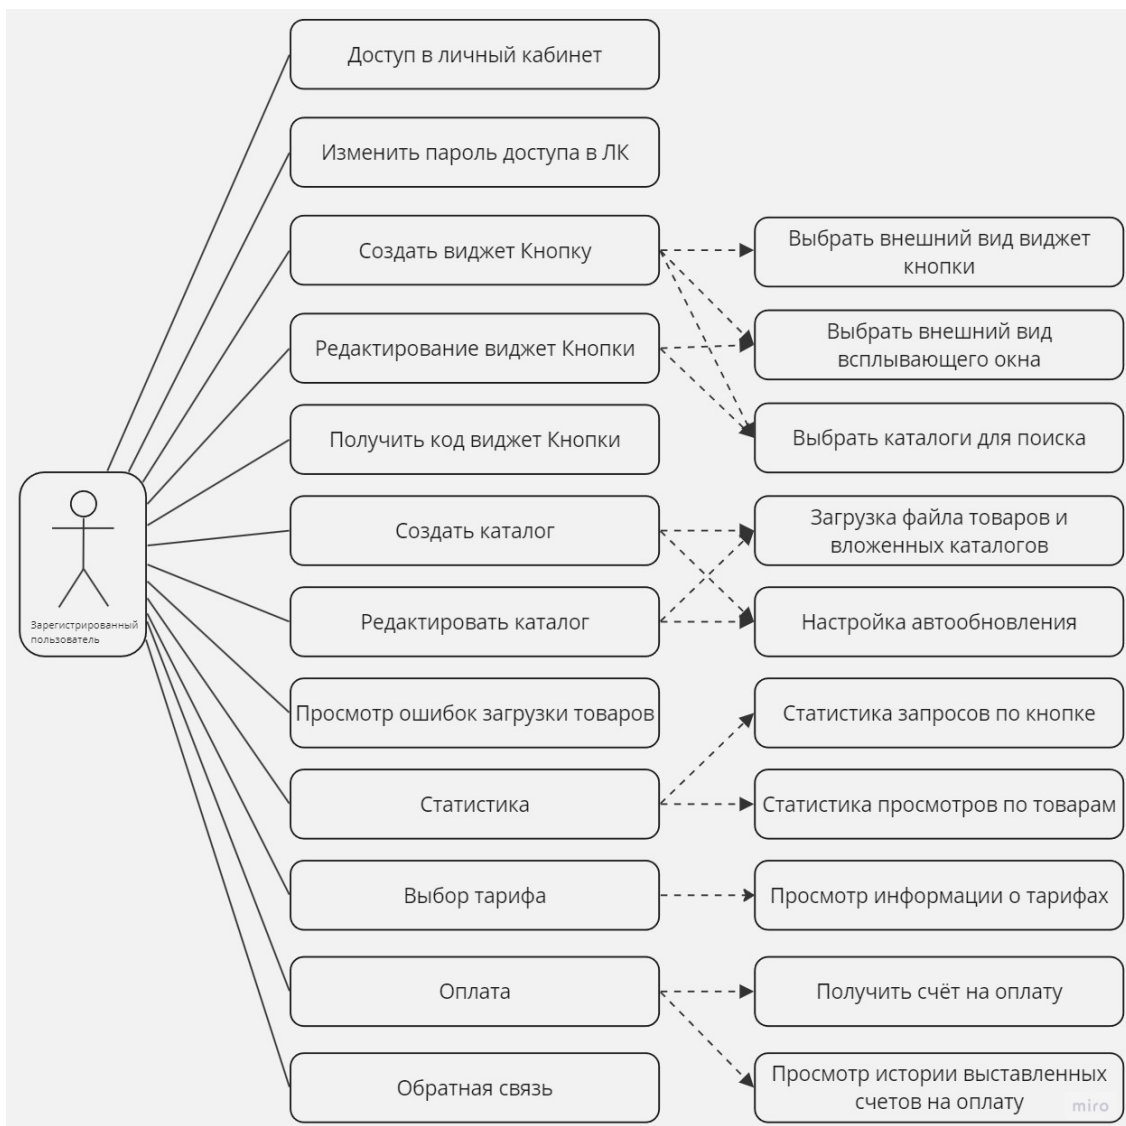 Доступ в личный кабинет
Изменить пароль доступа в ЛК
Создать виджет Кнопку
Выбрать внешний вид виджет
кнопки
Редактирование виджет Кнопки
Выбрать внешний вид
всплывающего окна
Получить код виджет Кнопки
Выбрать каталоги для поиска
Создать каталог
Загрузка файла товаров и
вложенных каталогов
Зарегистрированный
пользователь
Редактировать каталог
Настройка автообновления
Просмотр ошибок загрузки товаров
Статистика запросов по кнопке
Статистика
Статистика просмотров по товарам
Выбор тарифа
Просмотр информации о тарифах
Оплата
Получить счёт на оплату
Обратная связь
Просмотр истории выставленных
счетов на оплату
miro